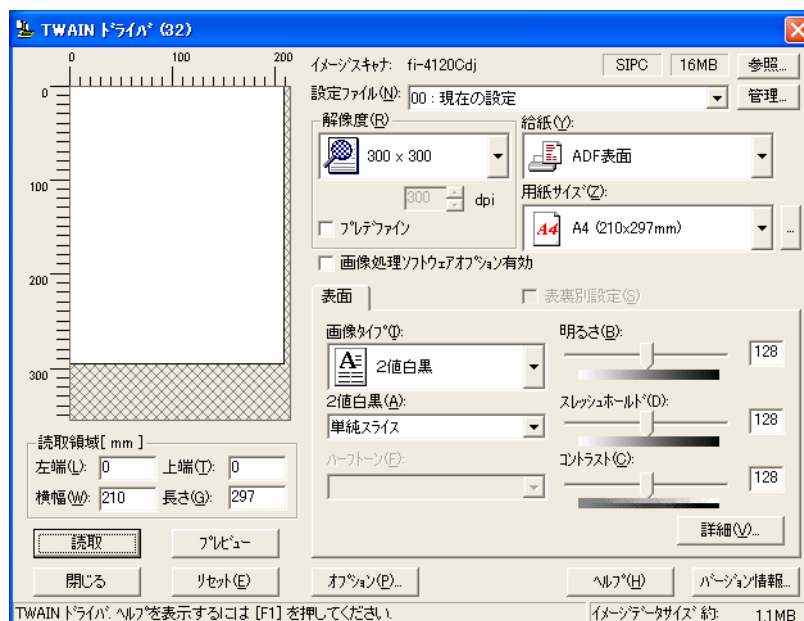 TWAIN ﾄﾞﾗｲﾊﾞ (32)
0 100 200
0
100
200
300
ｲﾒｰｼﾞｽｷｬﾅ: fi-4120Cdj SIPC 16MB 参照...
設定ﾌｧｲﾙ(N): 00 : 現在の設定 管理...
解像度(R)
300 x 300
300 dpi
ﾌﾟﾚﾃﾞﾌｧｲﾝ
給紙(Y):
ADF表面
用紙ｻｲｽﾞ(Z):
A4 A4 (210x297mm) ...
画像処理ｿﾌﾄｳｪｱｵﾌﾟｼｮﾝ有効
表面 表裏別設定(S)
画像ﾀｲﾌﾟ(I):
A 2値白黒
2値白黒(A):
単純ｽﾗｲｽ
ﾊｰﾌﾄｰﾝ(F):
明るさ(B):
128
ｽﾚｯｼｭﾎｰﾙﾄﾞ(D):
128
ｺﾝﾄﾗｽﾄ(C):
128
詳細(V)...
読取領域[ mm ]
左端(L): 0 上端(T): 0
横幅(W): 210 長さ(G): 297
読取 ﾌﾟﾚﾋﾞｭｰ
閉じる ﾘｾｯﾄ(E) ｵﾌﾟｼｮﾝ(P)... ﾍﾙﾌﾟ(H) ﾊﾞｰｼﾞｮﾝ情報...
TWAIN ﾄﾞﾗｲﾊﾞ. ﾍﾙﾌﾟを表示するには [F1] を押してください. ｲﾒｰｼﾞﾃﾞｰﾀｻｲｽﾞ約: 1.1MB